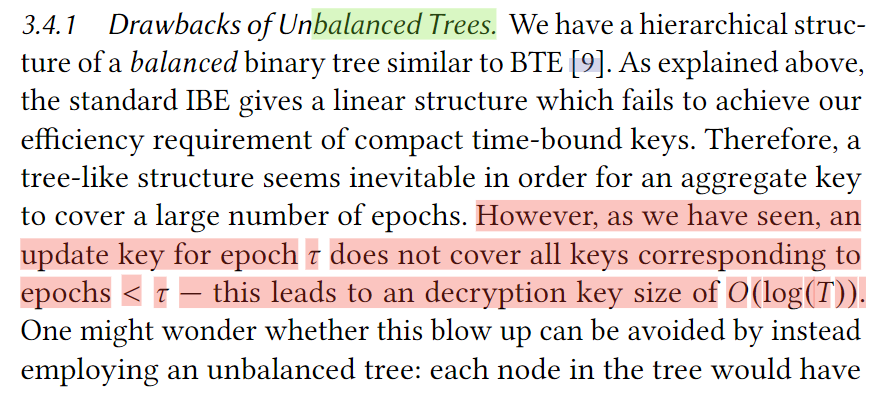 3.4.1 Drawbacks of Unbalanced Trees. We have a hierarchical struc-
ture of a balanced binary tree similar to BTE [9]. As explained above,
the standard IBE gives a linear structure which fails to achieve our
efficiency requirement of compact time-bound keys. Therefore, a
tree-like structure seems inevitable in order for an aggregate key
to cover a large number of epochs. However, as we have seen, an
update key for epoch τ does not cover all keys corresponding to
epochs < τ – this leads to an decryption key size of O(log(T)).
One might wonder whether this blow up can be avoided by instead
employing an unbalanced tree: each node in the tree would have